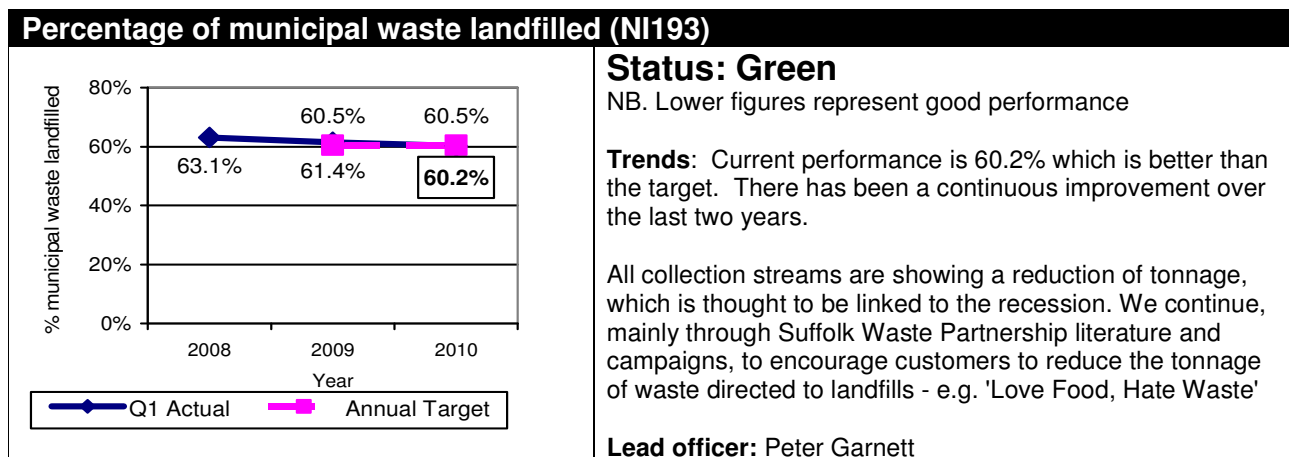 Percentage of municipal waste landfilled (NI193)
% municipal waste landfilled
80%
60%
40%
20%
0%
60.5%
60.5%
63.1%
61.4%
60.2%
2008
2009
2010
Year
Q1 Actual
Annual Target
Status: Green
NB. Lower figures represent good performance
Trends: Current performance is 60.2% which is better than
the target. There has been a continuous improvement over
the last two years.
All collection streams are showing a reduction of tonnage,
which is thought to be linked to the recession. We continue,
mainly through Suffolk Waste Partnership literature and
campaigns, to encourage customers to reduce the tonnage
of waste directed to landfills - e.g. 'Love Food, Hate Waste'
Lead officer: Peter Garnett